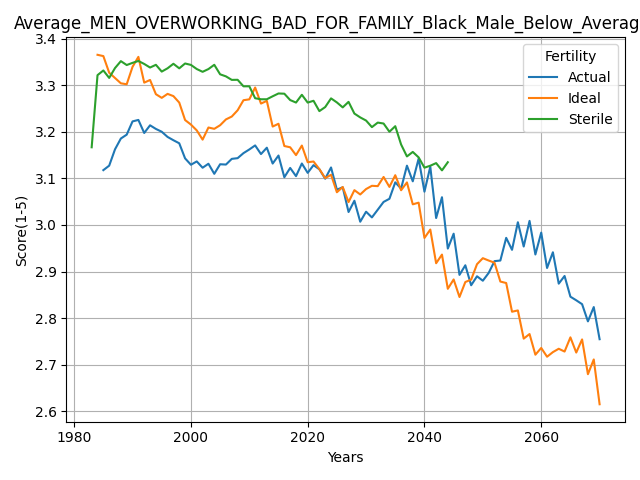 Average_MEN_OVERWORKING_BAD_FOR_FAMILY_Black_Male_Below_Averag
3.4
3.3
3.2
3.1
3.0
2.9
2.8
2.7
2.6
Score(1-5)
Fertility
Actual
Ideal
Sterile
1980
2000
2020
2040
2060
Years